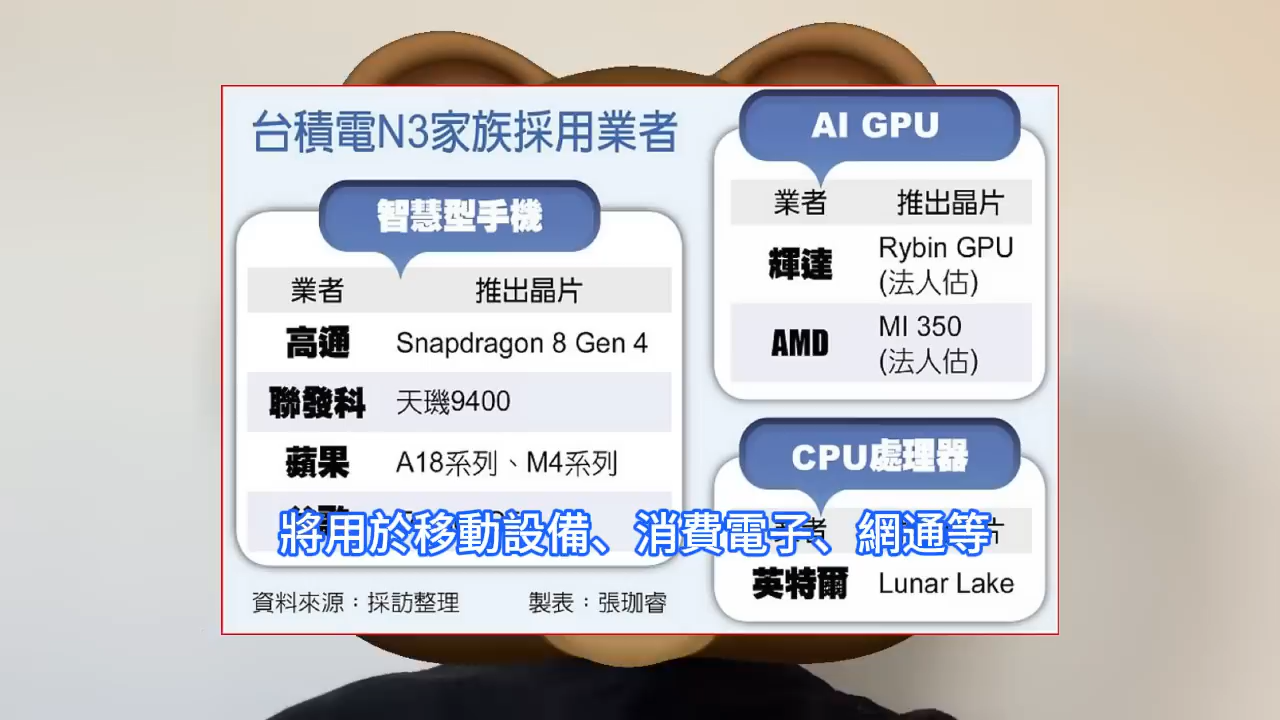 台積電N3家族採用業者
智慧型手機
業者 推出晶片
高通 Snapdragon 8 Gen 4
聯發科 天璣9400
蘋果 A18系列、M4系列
資料來源：採訪整理 製表：張珈睿
AI GPU
業者 推出晶片
輝達 Rybin GPU
(法人估)
AMD MI 350
(法人估)
CPU處理器
英特爾 Lunar Lake
將用於移動設備、消費電子、網通等